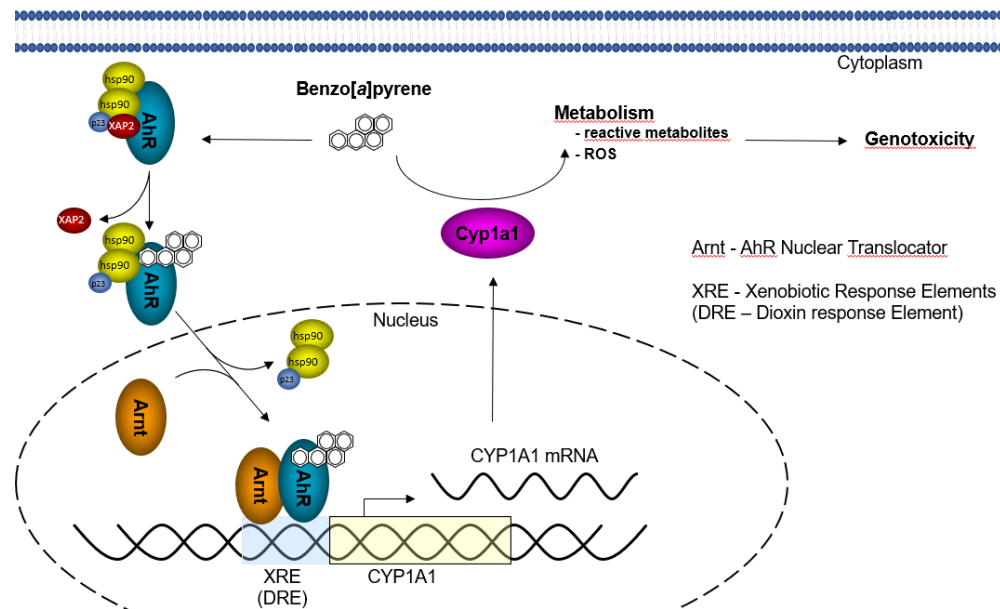 Cytoplasm
hsp90
hsp90
p23
XAP2
AhR
Benzo[a]pyrene
Metabolism
- reactive metabolites
- ROS
Genotoxicity
XAP2
hsp90
hsp90
p23
AhR
Cyp1a1
Arnt - AhR Nuclear Translocator
XRE - Xenobiotic Response Elements
(DRE – Dioxin response Element)
Nucleus
hsp90
hsp90
p23
Arnt
Arnt
AhR
CYP1A1 mRNA
XRE
(DRE)
CYP1A1